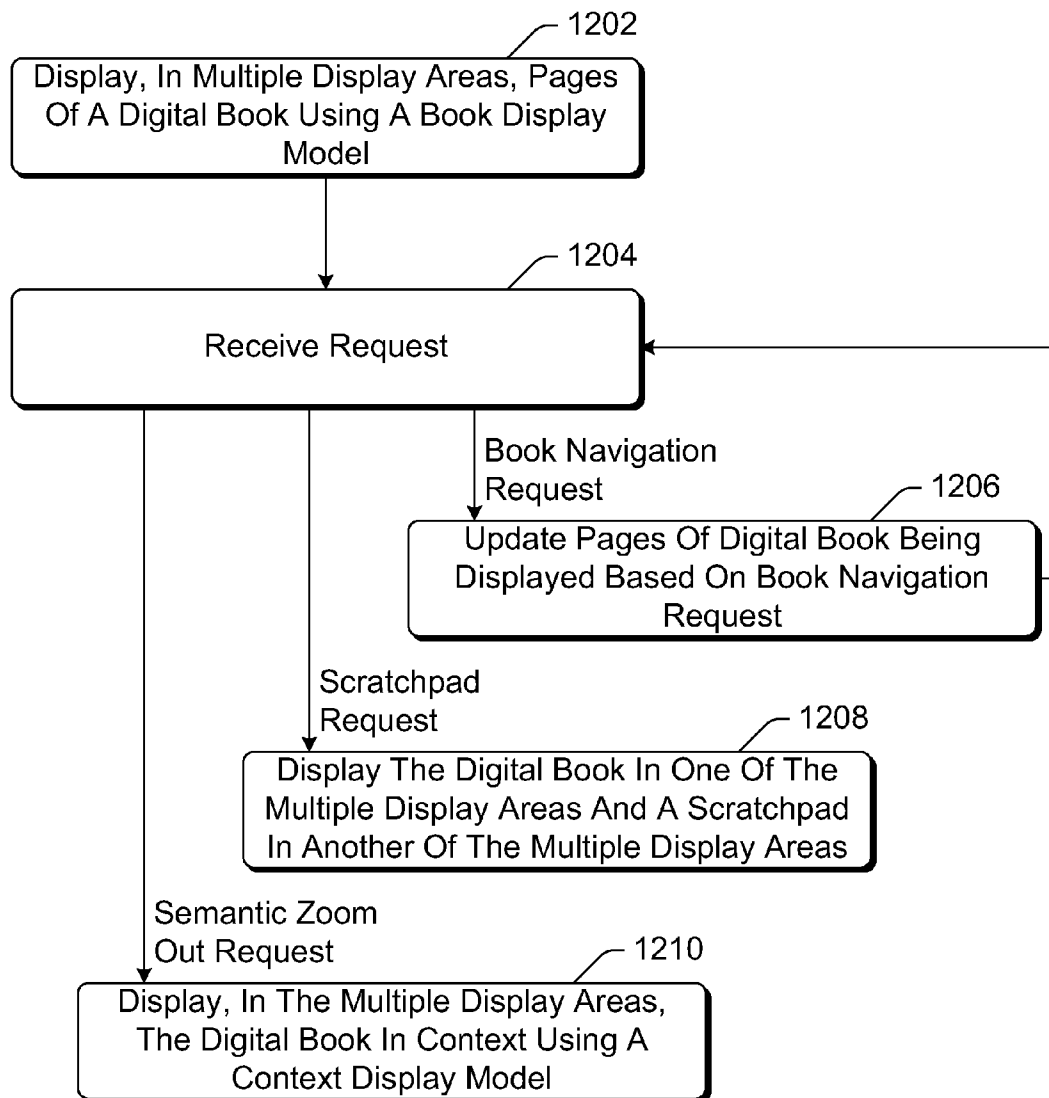 1202
Display, In Multiple Display Areas, Pages
Of A Digital Book Using A Book Display
Model
1204
Receive Request
Book Navigation
Request
1206
Update Pages Of Digital Book Being
Displayed Based On Book Navigation
Request
Scratchpad
Request
1208
Display The Digital Book In One Of The
Multiple Display Areas And A Scratchpad
In Another Of The Multiple Display Areas
Semantic Zoom
Out Request
1210
Display, In The Multiple Display Areas,
The Digital Book In Context Using A
Context Display Model